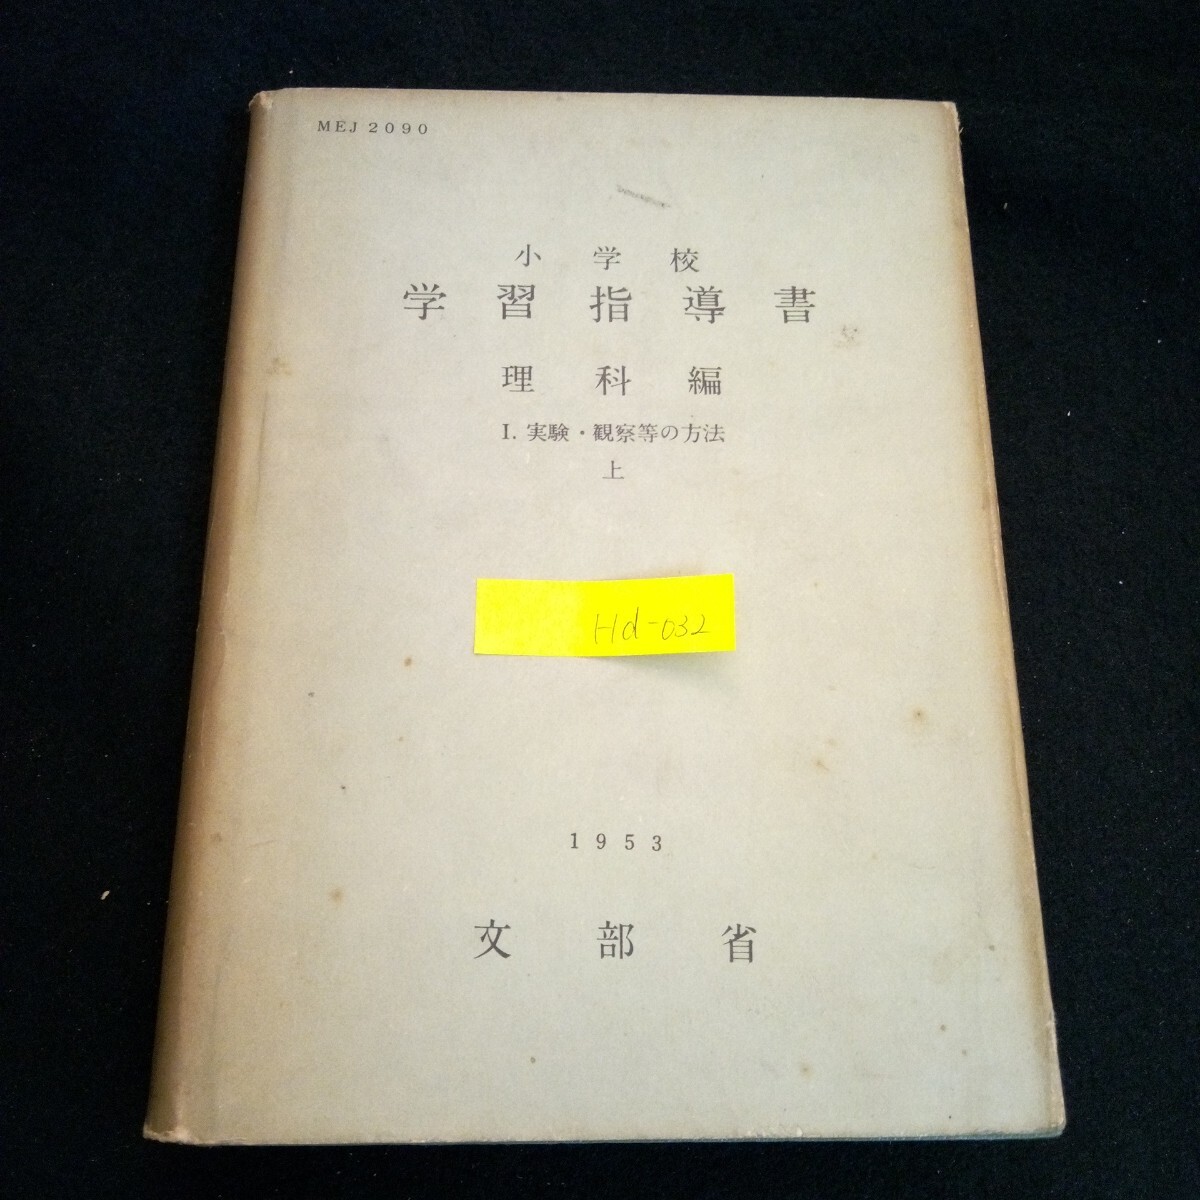 MEJ 2090
小学校
学習指導書
理科編
I. 実験・観察等の方法
上
Hd-032
1953
文部省